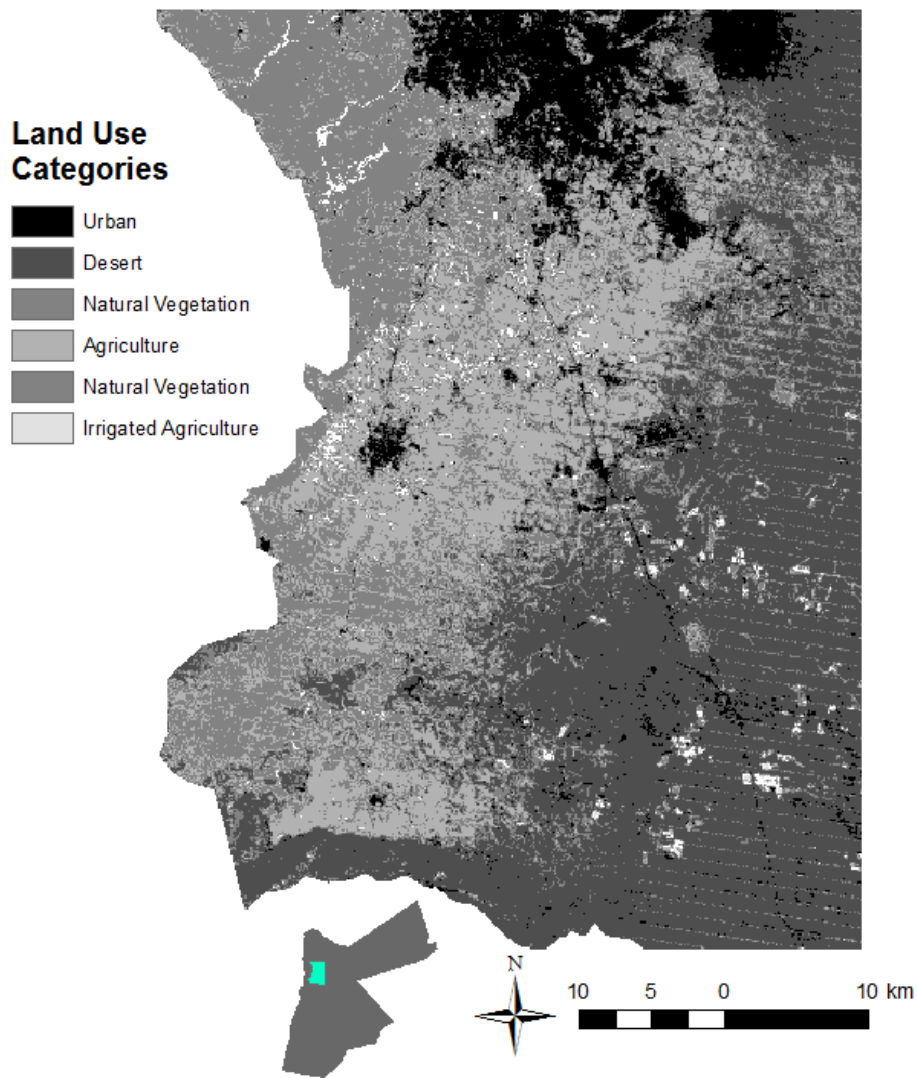 Land Use
Categories
Urban
Desert
Natural Vegetation
Agriculture
Natural Vegetation
Irrigated Agriculture
N
10 5 0 10 km